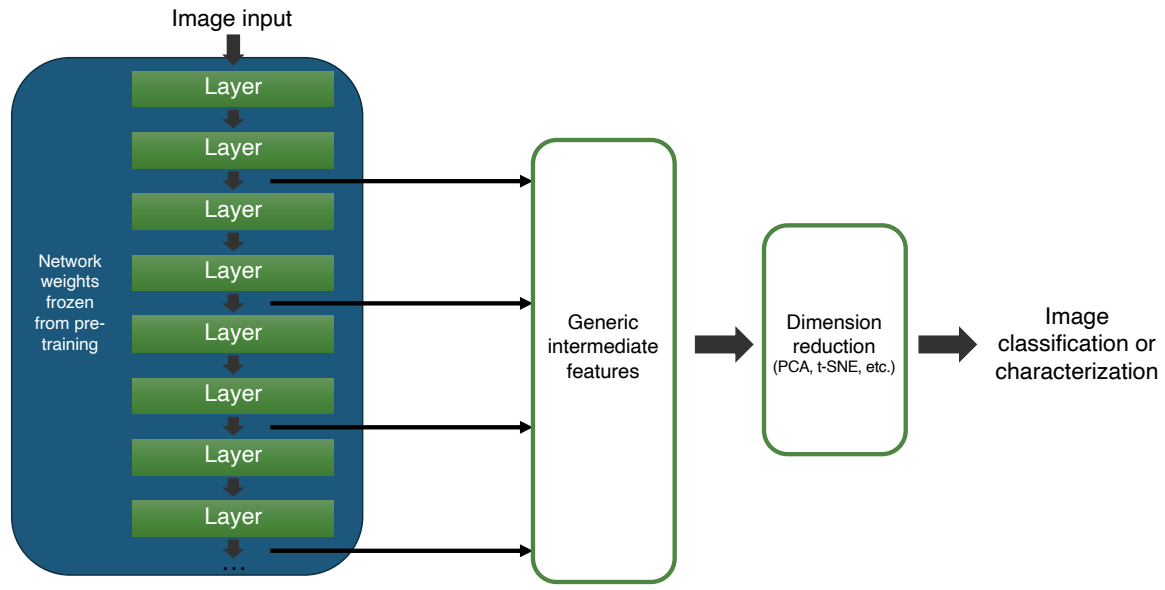 Image input
Layer
Layer
Layer
Layer
Layer
Layer
Layer
Layer
...
Network
weights
frozen
from pre-
training
Generic
intermediate
features
Dimension
reduction
(PCA, t-SNE, etc.)
Image
classification or
characterization